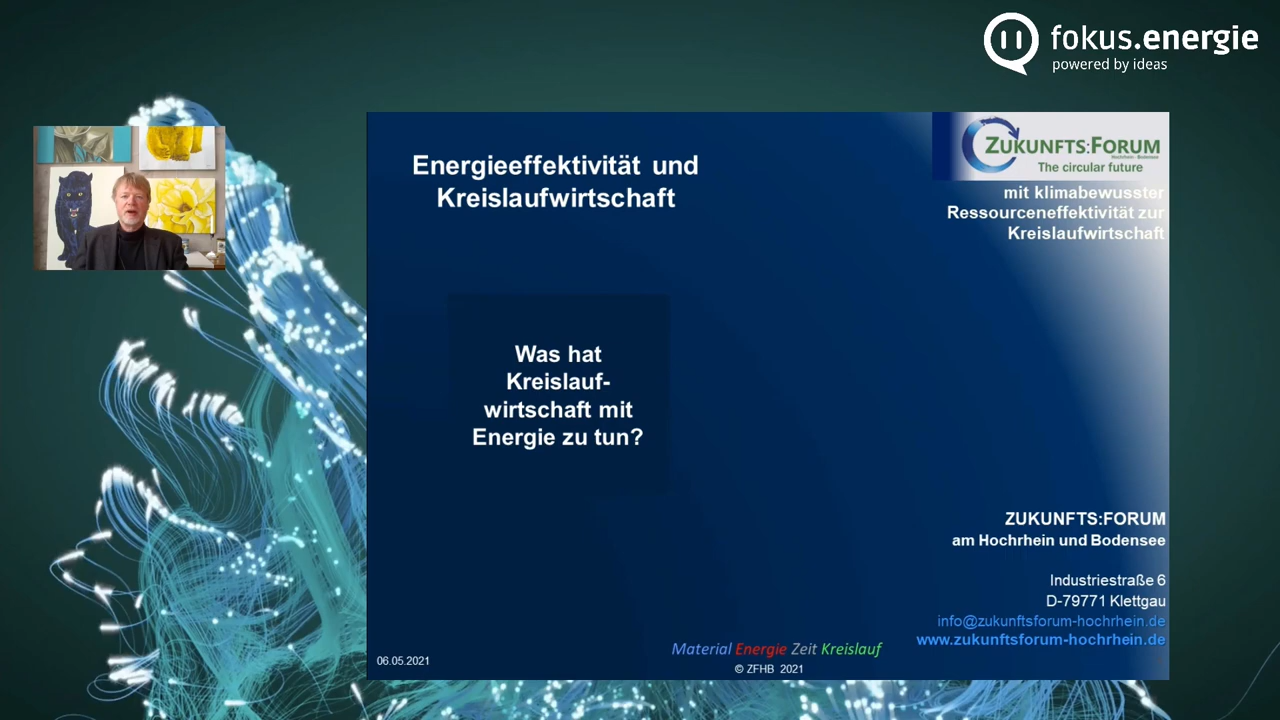 fokus.energie
powered by ideas
Energieeffektivität und
Kreislaufwirtschaft
ZUKUNFTS:FORUM
Hochrhein - Bodensee
The circular future
mit klimabewusster
Ressourceneffektivität zur
Kreislaufwirtschaft
Was hat
Kreislauf-
wirtschaft mit
Energie zu tun?
ZUKUNFTS:FORUM
am Hochrhein und Bodensee
Industriestraße 6
D-79771 Klettgau
info@zukunftsforum-hochrhein.de
www.zukunftsforum-hochrhein.de
Material Energie Zeit Kreislauf
06.05.2021
© ZFHB 2021